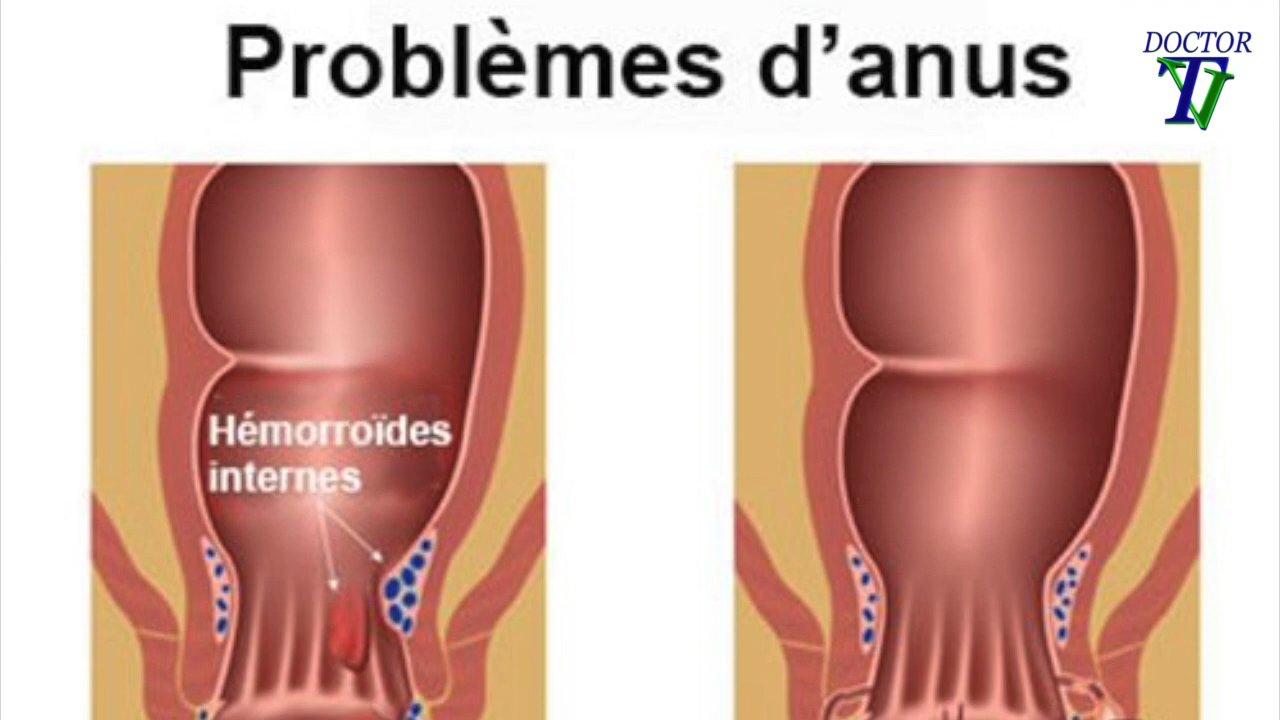 Problèmes d’anus
DOCTOR
TV
Hémorroïdes
internes